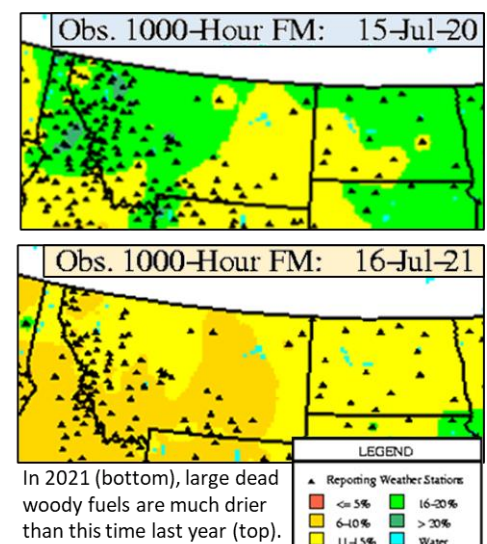 Obs. 1000-Hour FM: 15-Jul-20
Obs. 1000-Hour FM: 16-Jul-21
In 2021 (bottom), large dead
woody fuels are much drier
than this time last year (top).
LEGEND
Reporting Weather Stations
<= 5% 16-20%
6-10% > 20%
11-15% Water